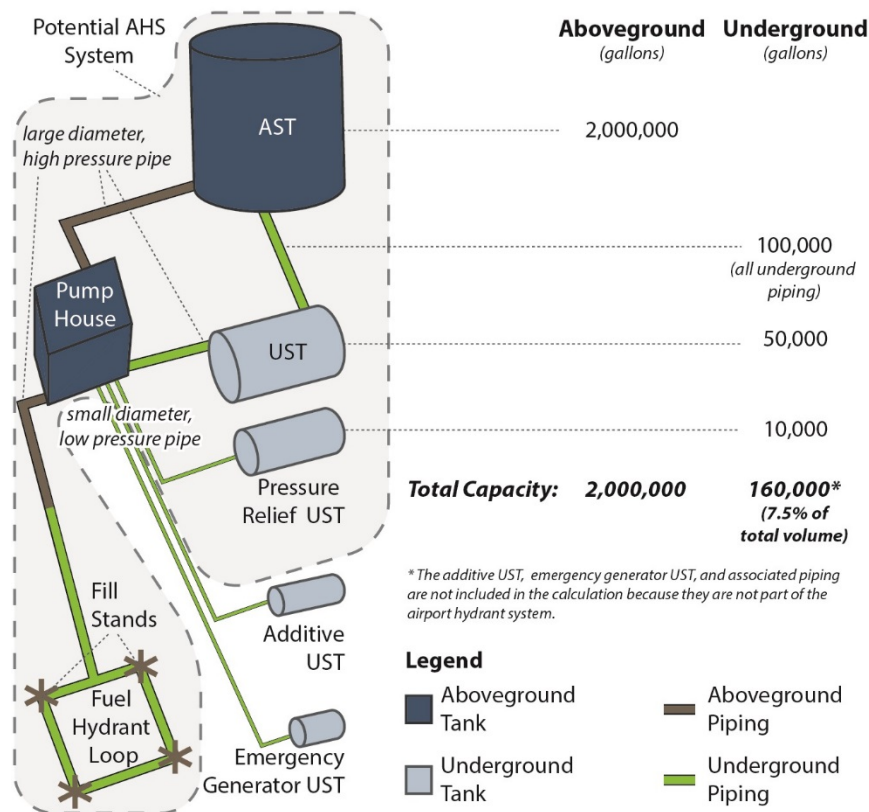 Potential AHS
System
Aboveground
(gallons)
Underground
(gallons)
large diameter,
high pressure pipe
AST
2,000,000
100,000
(all underground
piping)
Pump
House
UST
50,000
small diameter,
low pressure pipe
10,000
Pressure
Relief UST
Total Capacity:
2,000,000
160,000*
(7.5% of
total volume)
* The additive UST, emergency generator UST, and associated piping
are not included in the calculation because they are not part of the
airport hydrant system.
Fill
Stands
Additive
UST
Fuel
Hydrant
Loop
Emergency
Generator UST
Legend
Aboveground
Tank
Aboveground
Piping
Underground
Tank
Underground
Piping